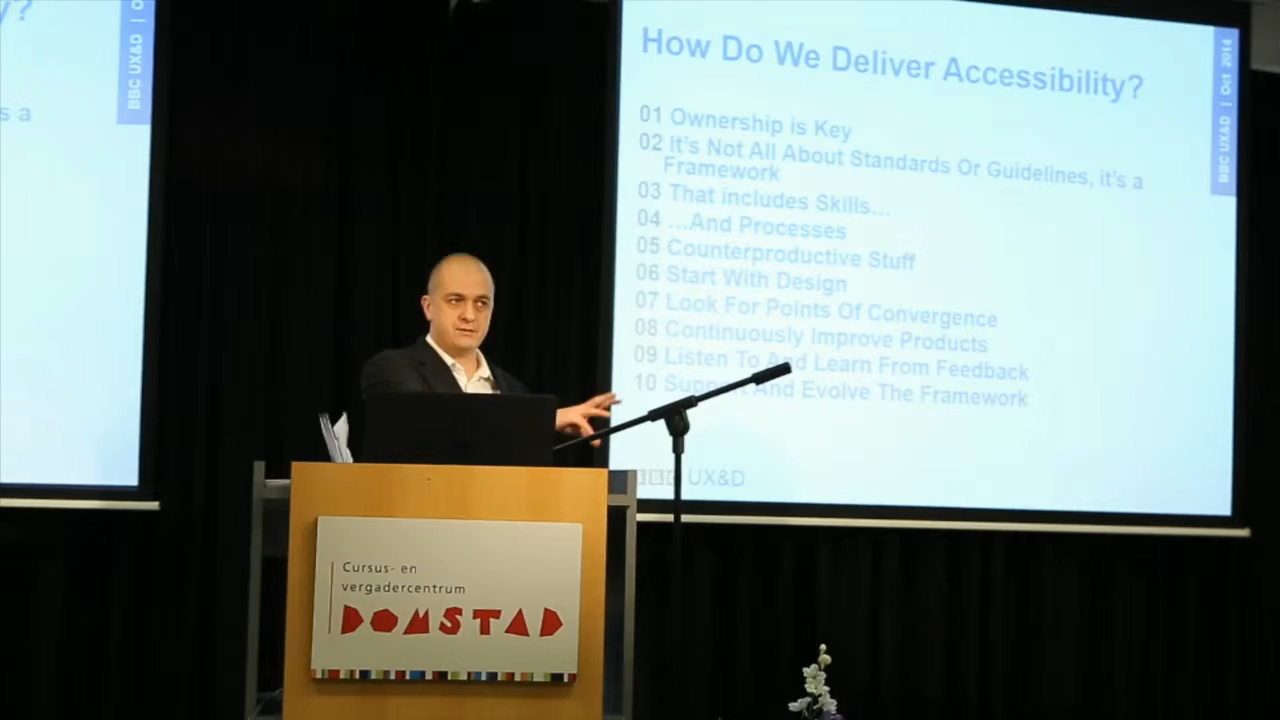 y?
s a
BBC UX&D | O
How Do We Deliver Accessibility?
01 Ownership is Key
02 It's Not All About Standards Or Guidelines, it's a
Framework
03 That includes Skills...
04 ...And Processes
05 Counterproductive Stuff
06 Start With Design
07 Look For Points Of Convergence
08 Continuously Improve Products
09 Listen To And Learn From Feedback
10 Support And Evolve The Framework
BBC UX&D
BBC UX&D | Oct 2014
Cursus- en
vergadercentrum
DOMSTAD